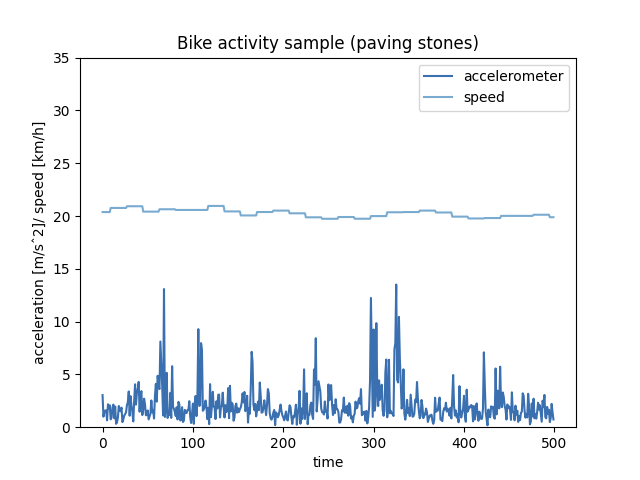 Bike activity sample (paving stones)
accelerometer
speed
acceleration [m/s^2]/ speed [km/h]
35
30
25
20
15
10
5
0
0 100 200 300 400 500
time